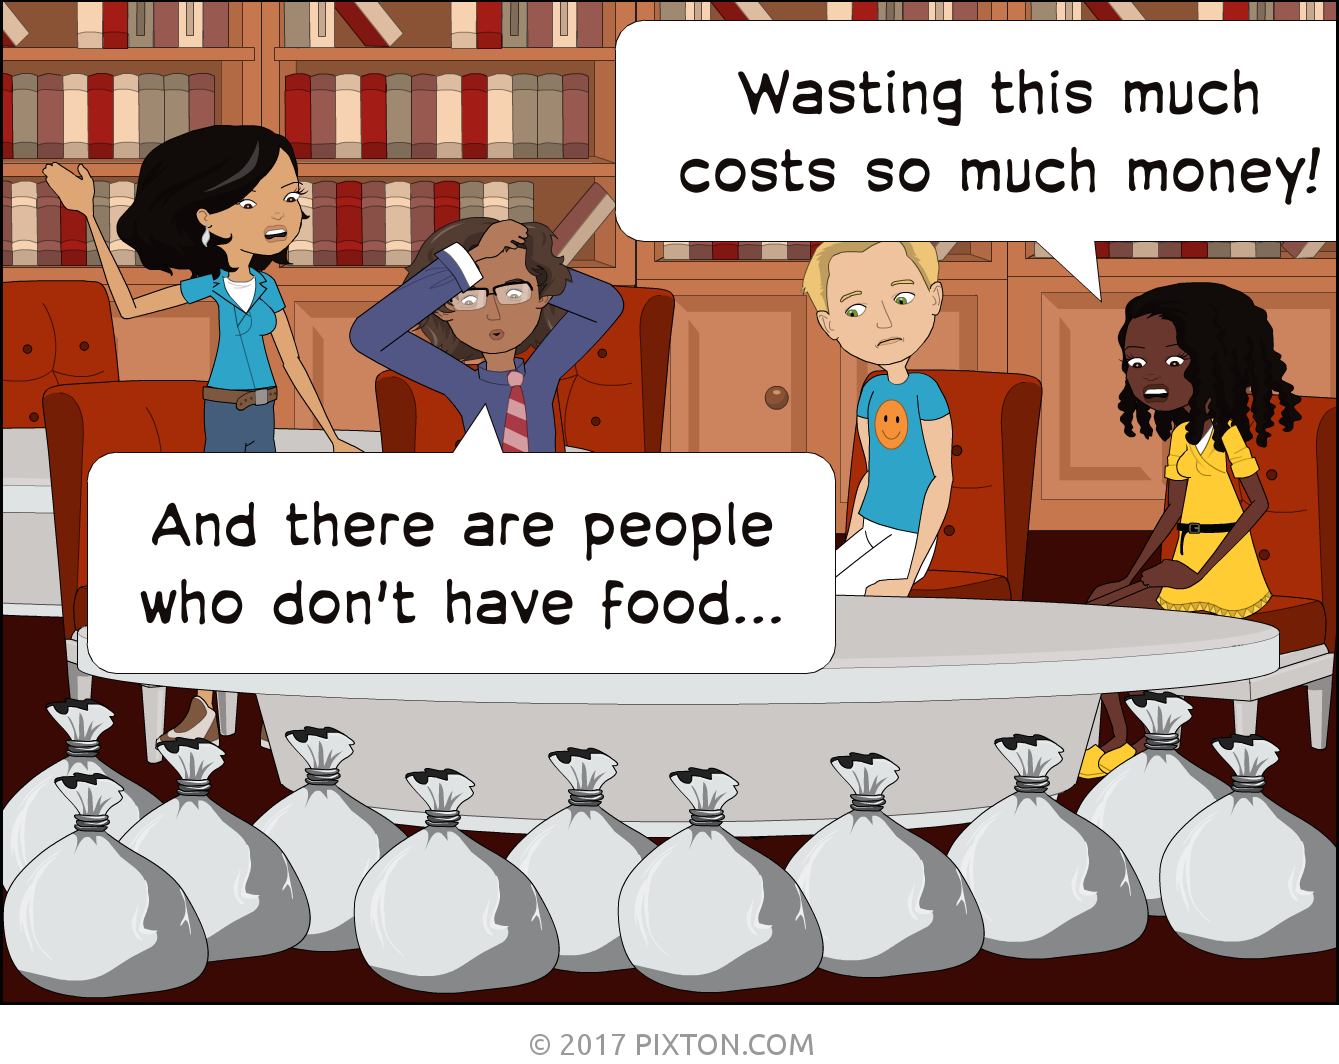 Wasting this much
costs so much money!
And there are people
who don't have food...
© 2017 PIXTON.COM